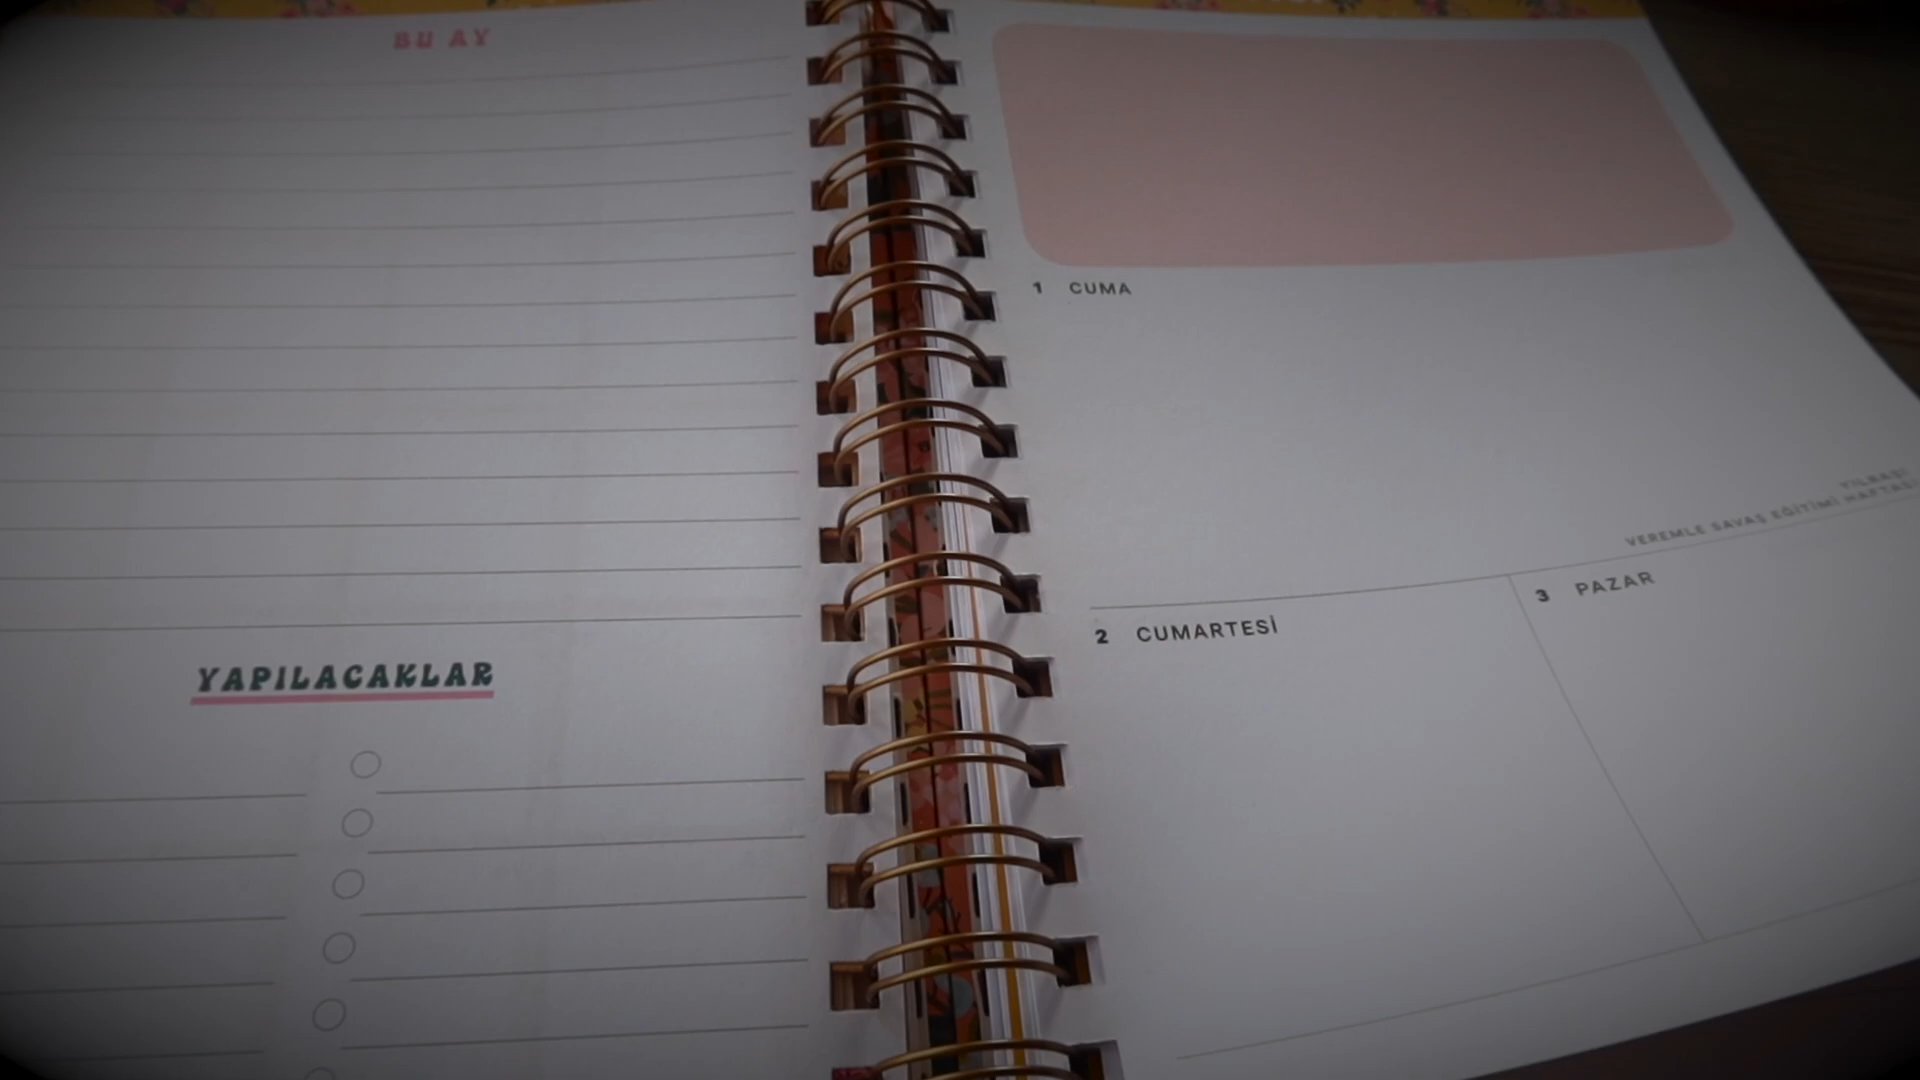 BU AY
YAPILACAKLAR
1 CUMA
YILBAŞI
VEREMLE SAVAŞ EĞİTİMİ HAFTASI
2 CUMARTESİ
3 PAZAR